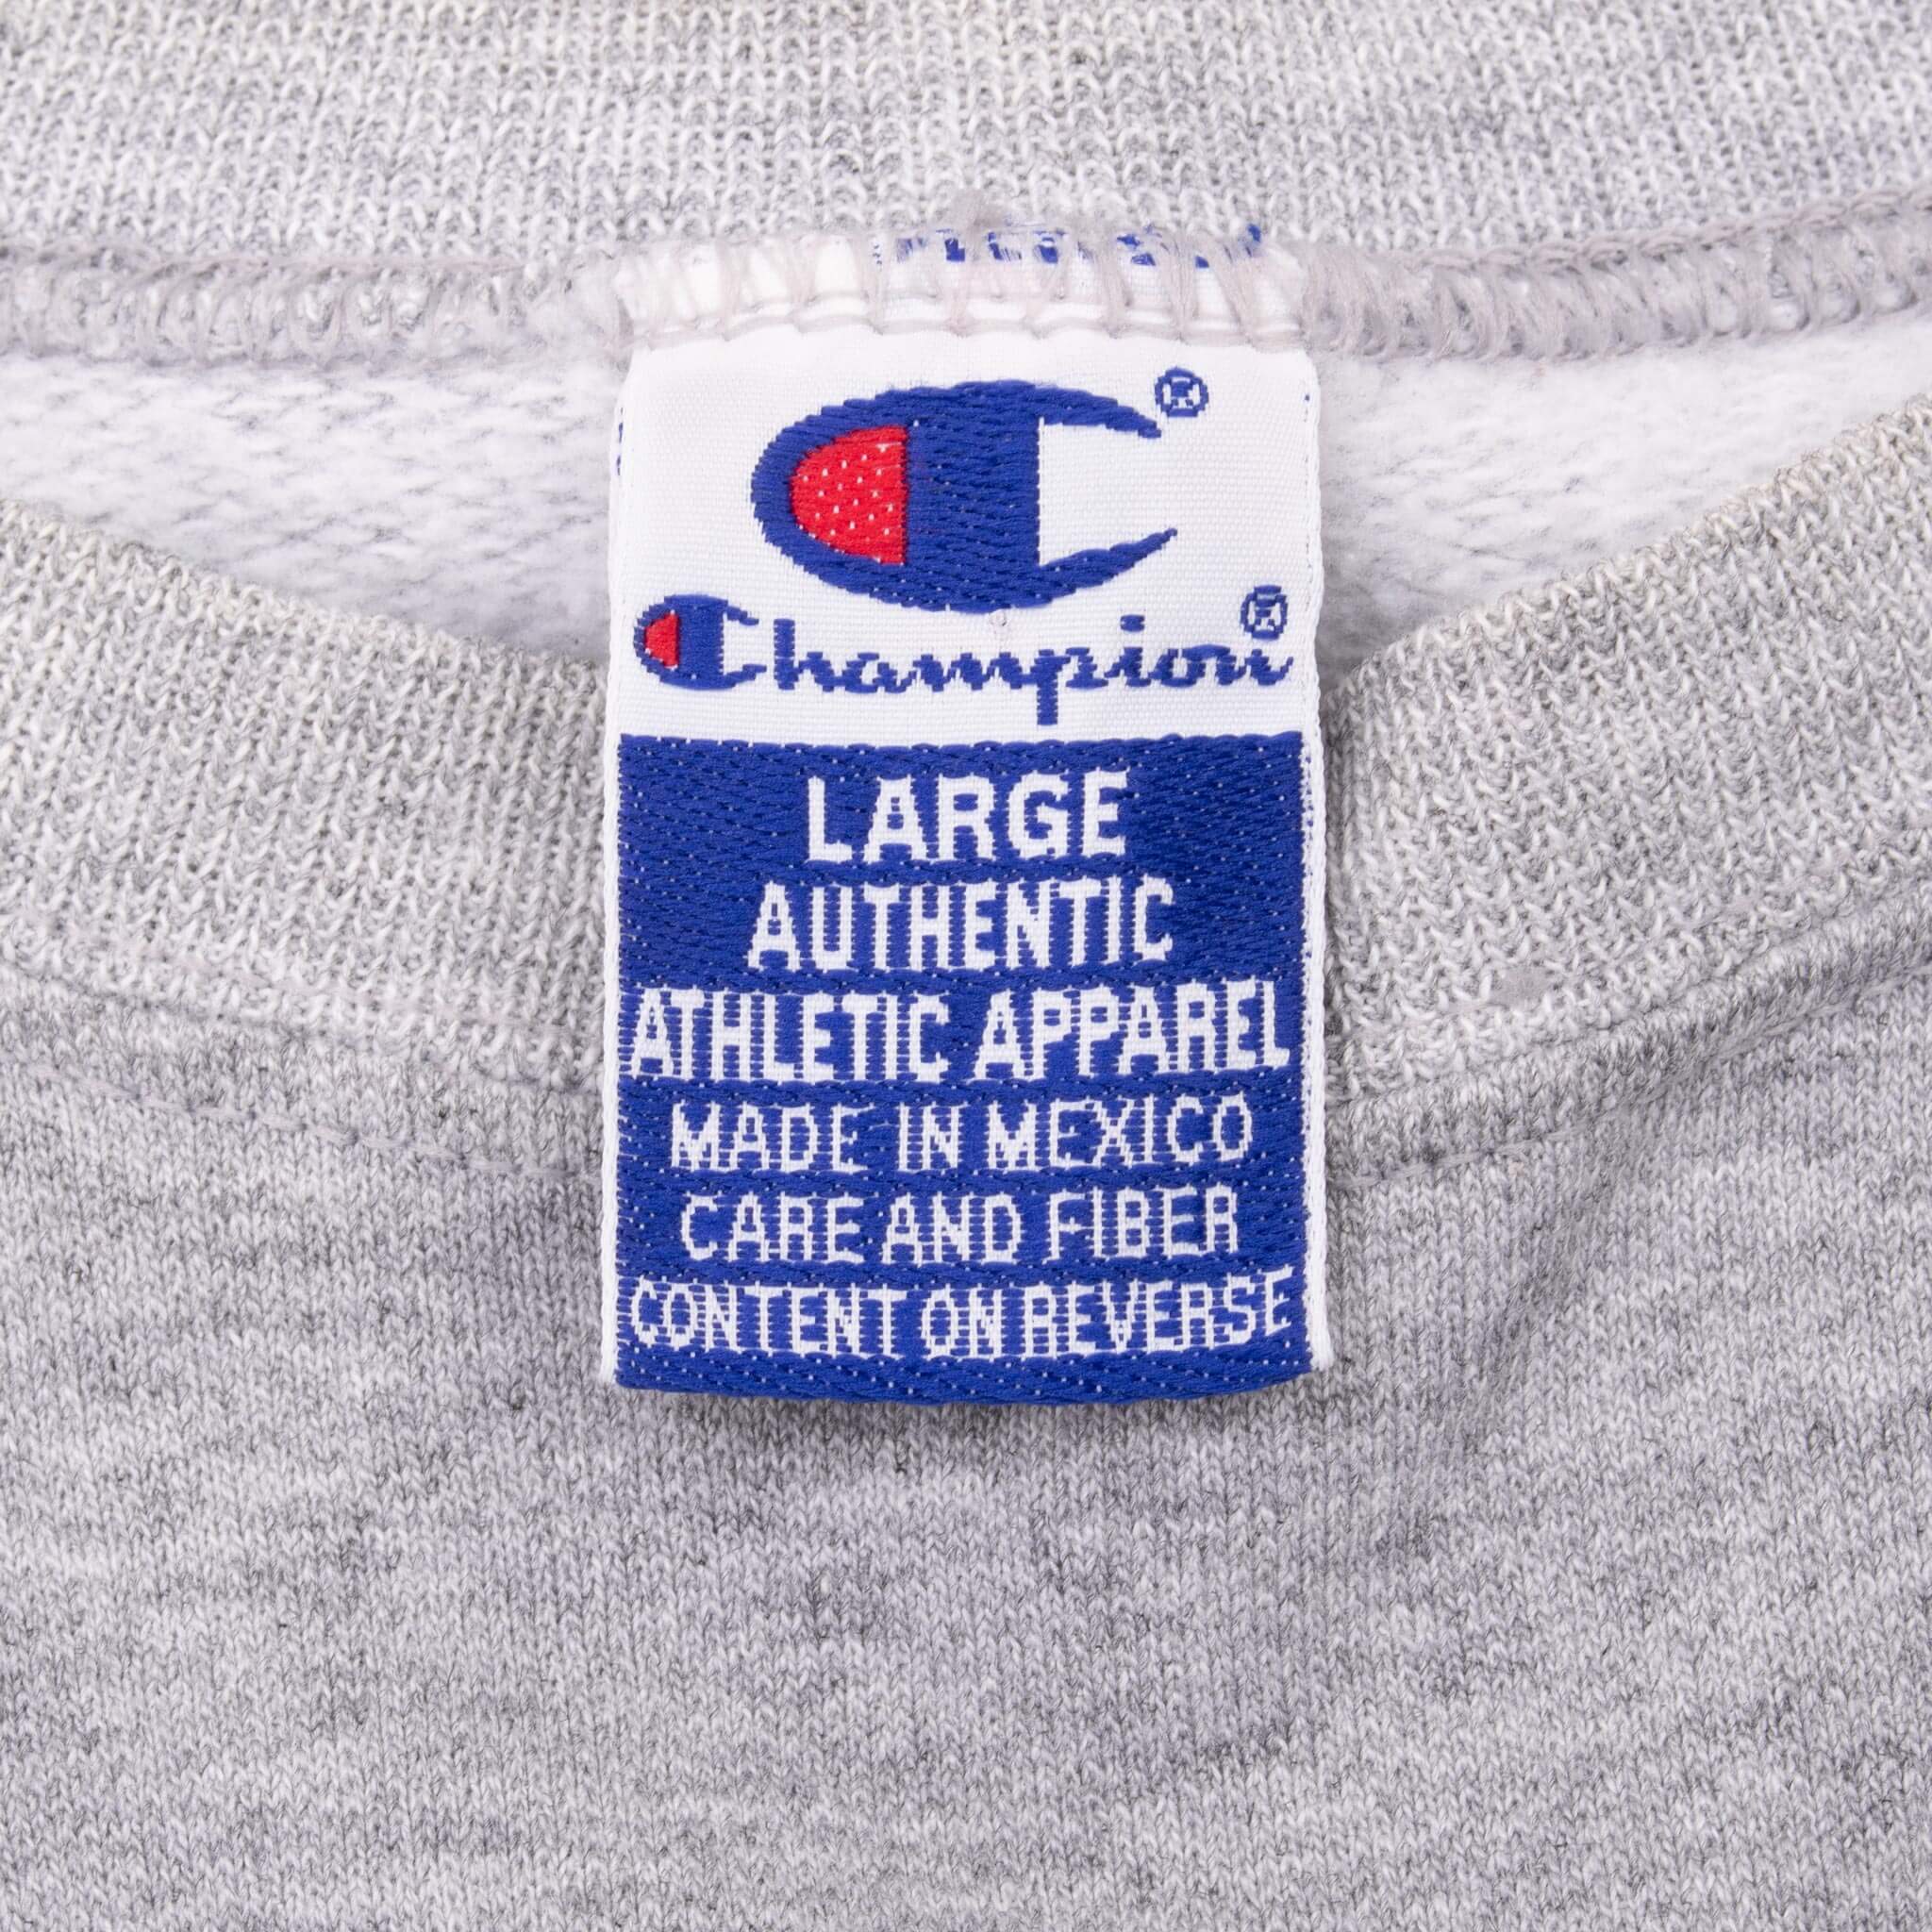 ®
Champion®
LARGE
AUTHENTIC
ATHLETIC APPAREL
MADE IN MEXICO
CARE AND FIBER
CONTENT ON REVERSE